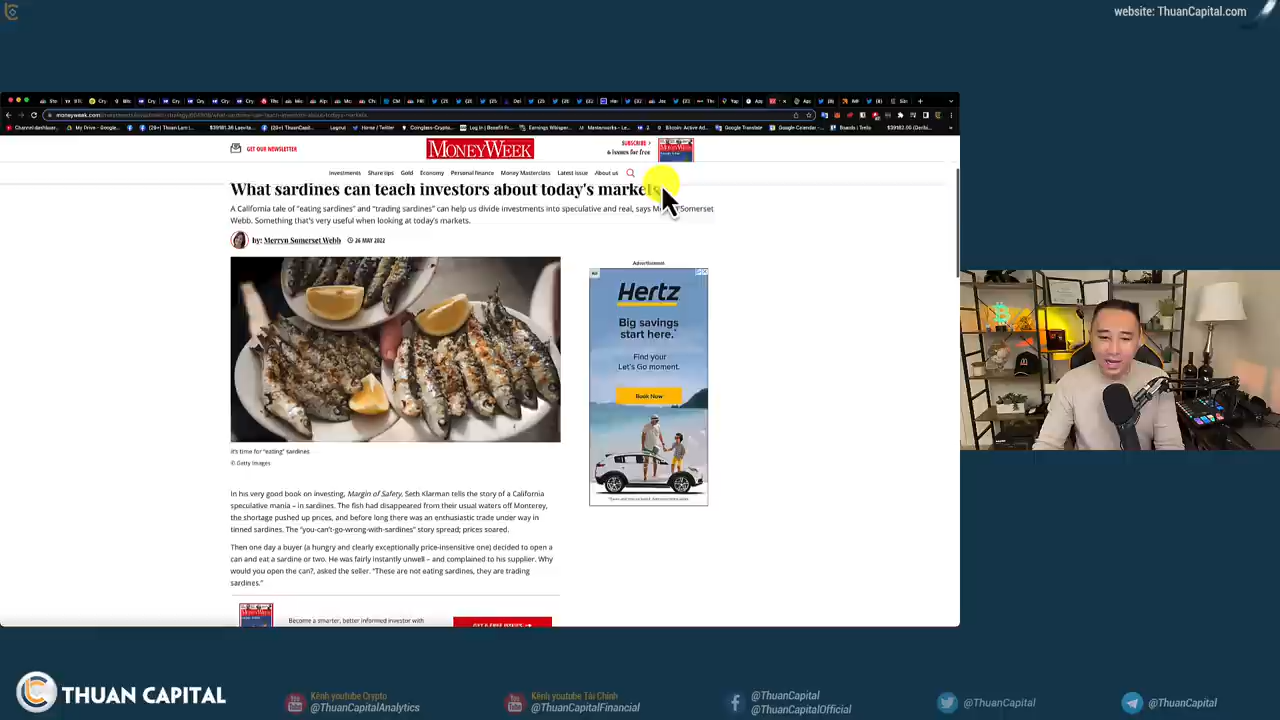 website: ThuanCapital.com
GET OUR NEWSLETTER
MONEYWEEK
SUBSCRIBE
6 issues for free
Investments Share tips Gold Economy Personal finance Money Masterclass Latest issue About us
What sardines can teach investors about today's markets
A California tale of “eating sardines” and “trading sardines” can help us divide investments into speculative and real, says Somerset
Webb. Something that's very useful when looking at today's markets.
by: Merryn Somerset Webb 26 MAY 2022
it's time for "eating" sardines
© Getty Images
Advertisement
Ad
Hertz
Big savings
start here.*
Find your
Let's Go moment.
Book Now
In his very good book on investing, Margin of Safety, Seth Klarman tells the story of a California
speculative mania – in sardines. The fish had disappeared from their usual waters off Monterey,
the shortage pushed up prices, and before long there was an enthusiastic trade under way in
tinned sardines. The “you-can't-go-wrong-with-sardines” story spread; prices soared.
Then one day a buyer (a hungry and clearly exceptionally price-insensitive one) decided to open a
can and eat a sardine or two. He was fairly instantly unwell – and complained to his supplier. Why
would you open the can?, asked the seller. “These are not eating sardines, they are trading
sardines.”
Become a smarter, better informed investor with
THUAN CAPITAL
Kênh youtube Crypto
@ThuanCapitalAnalytics
Kênh youtube Tài Chính
@ThuanCapitalFinancial
@ThuanCapital
@ThuanCapitalOfficial
@ThuanCapital
@ThuanCapital